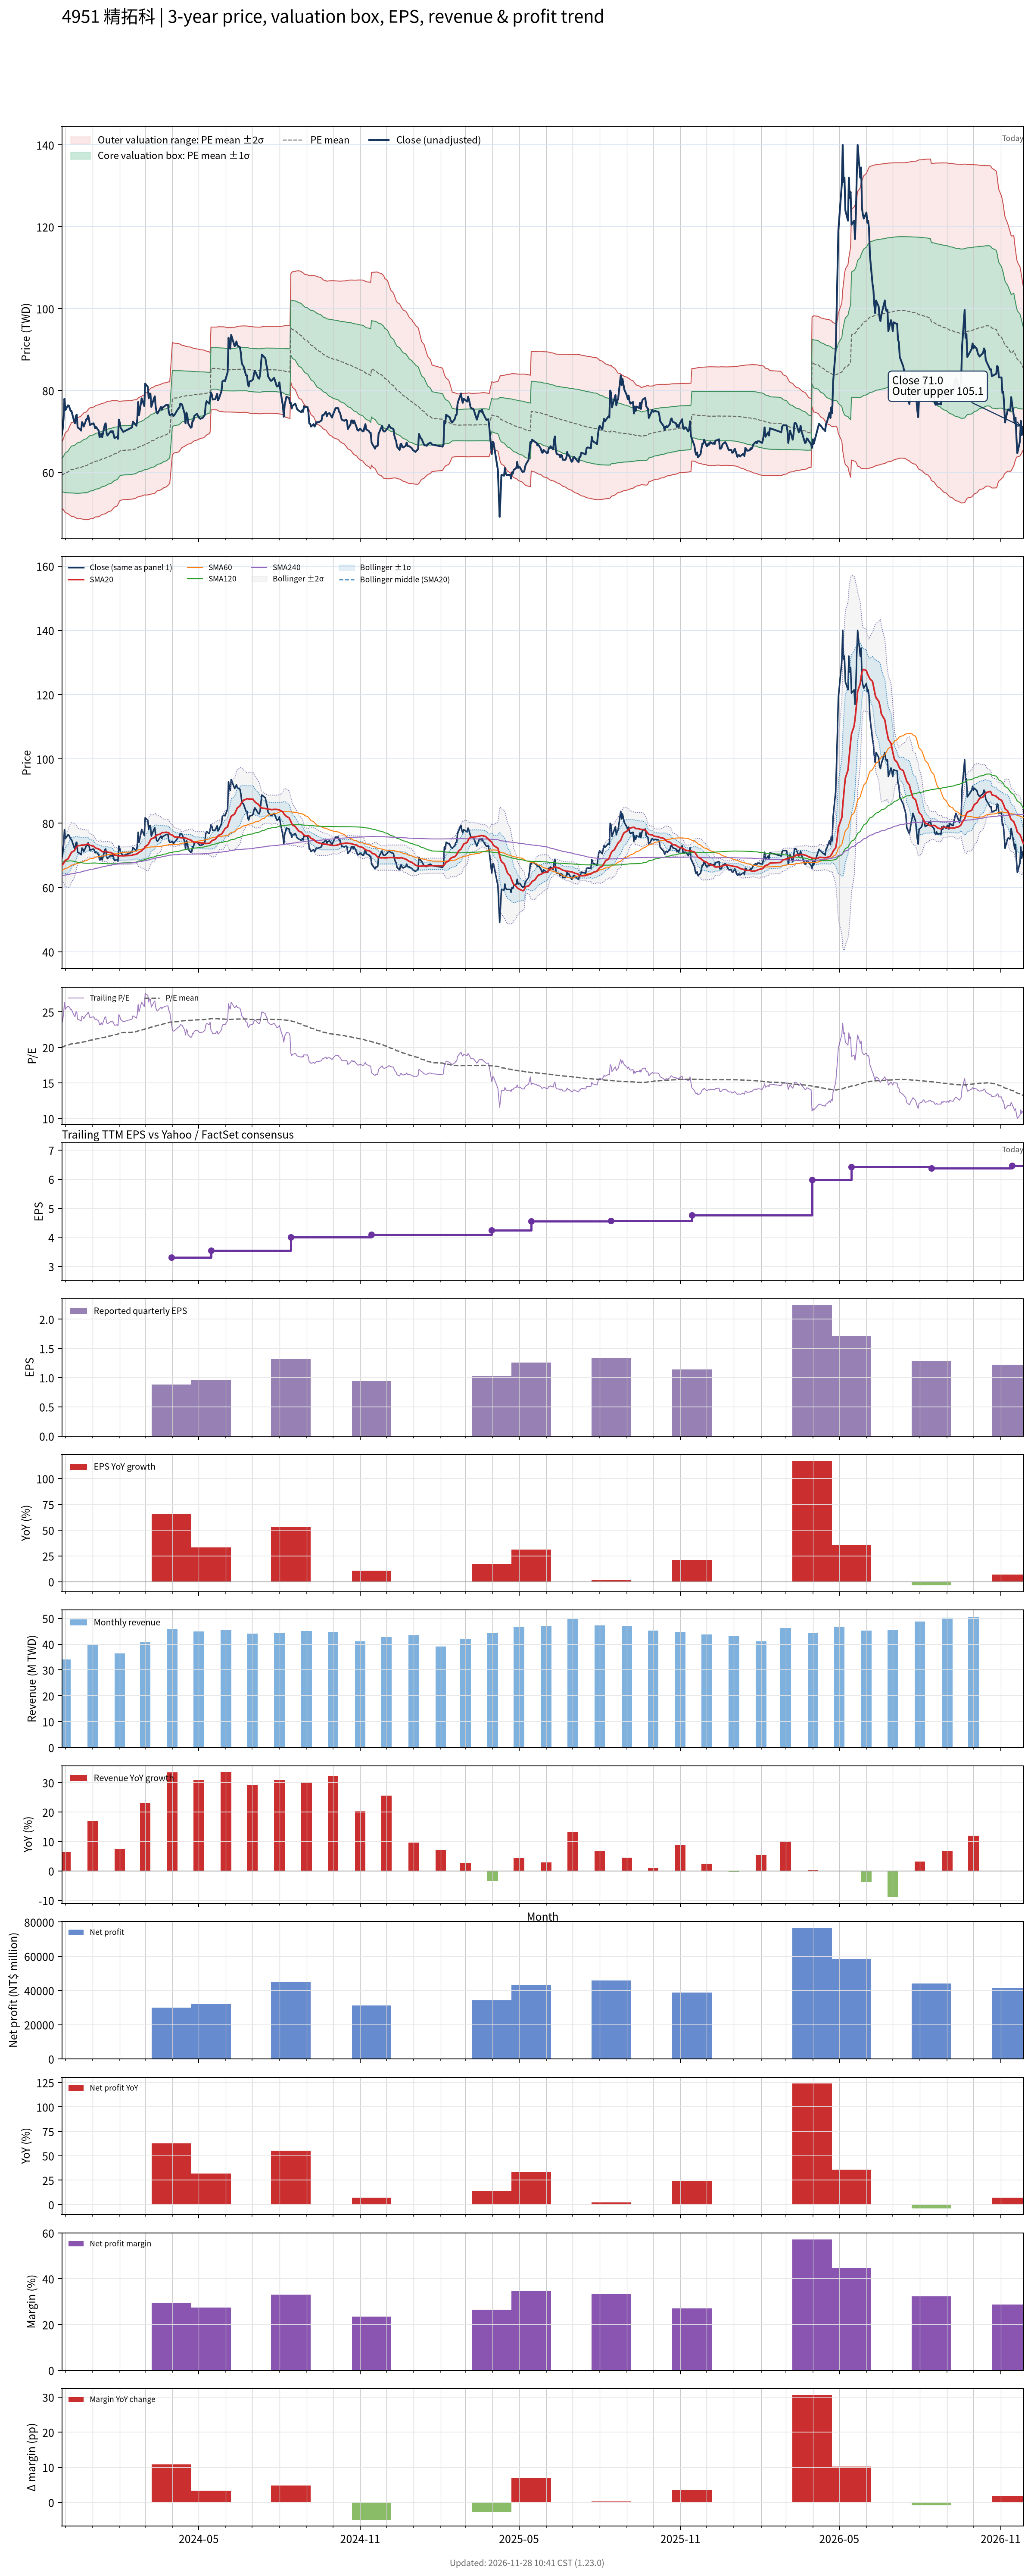 4951 精拓科 | 3-year price, valuation box, EPS, revenue & profit trend
Outer valuation range: PE mean ±2σ
PE mean
Close (unadjusted)
Core valuation box: PE mean ±1σ
Today
Price (TWD)
140
120
100
80
60
Close 71.0
Outer upper 105.1
Close (same as panel 1)
SMA20
SMA60
SMA120
SMA240
Bollinger ±2σ
Bollinger ±1σ
Bollinger middle (SMA20)
Price
160
140
120
100
80
60
40
Trailing P/E
P/E mean
P/E
25
20
15
10
Trailing TTM EPS vs Yahoo / FactSet consensus
Today
EPS
7
6
5
4
3
Reported quarterly EPS
EPS
2.0
1.5
1.0
0.5
0.0
EPS YoY growth
YoY (%)
100
75
50
25
0
Monthly revenue
Revenue (M TWD)
50
40
30
20
10
0
Revenue YoY growth
YoY (%)
30
20
10
0
-10
Month
Net profit
Net profit (NT$ million)
80000
60000
40000
20000
0
Net profit YoY
YoY (%)
125
100
75
50
25
0
Net profit margin
Margin (%)
60
40
20
0
Margin YoY change
Δ margin (pp)
30
20
10
0
2024-05
2024-11
2025-05
2025-11
2026-05
2026-11
Updated: 2026-11-28 10:41 CST (1.23.0)